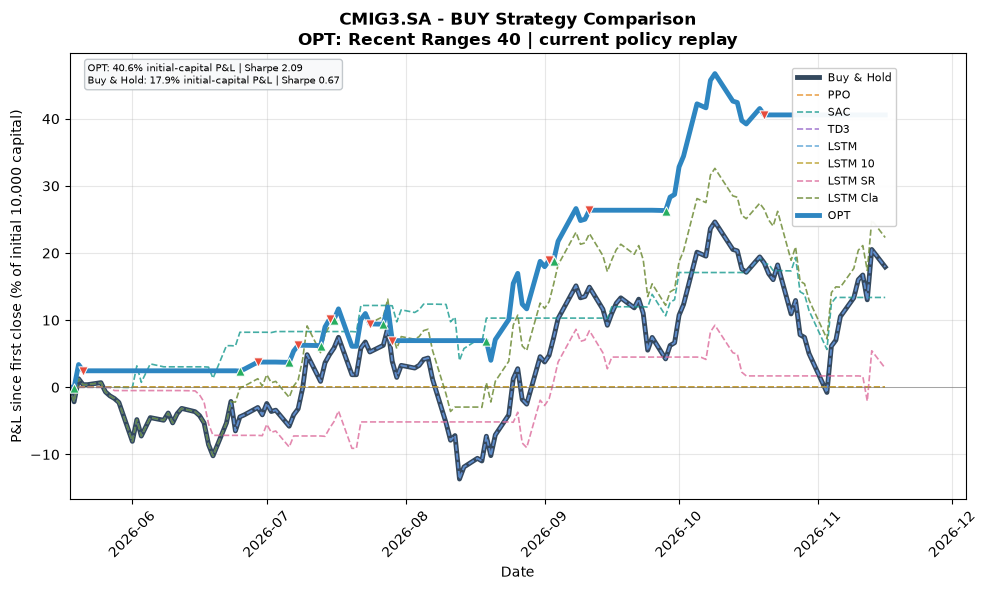 CMIG3.SA - BUY Strategy Comparison
OPT: Recent Ranges 40 | current policy replay
OPT: 40.6% initial-capital P&L | Sharpe 2.09
Buy & Hold: 17.9% initial-capital P&L | Sharpe 0.67
Buy & Hold
PPO
SAC
TD3
LSTM
LSTM 10
LSTM SR
LSTM Cla
OPT
P&L since first close (% of initial 10,000 capital)
40
30
20
10
0
−10
2026-06
2026-07
2026-08
2026-09
2026-10
2026-11
2026-12
Date